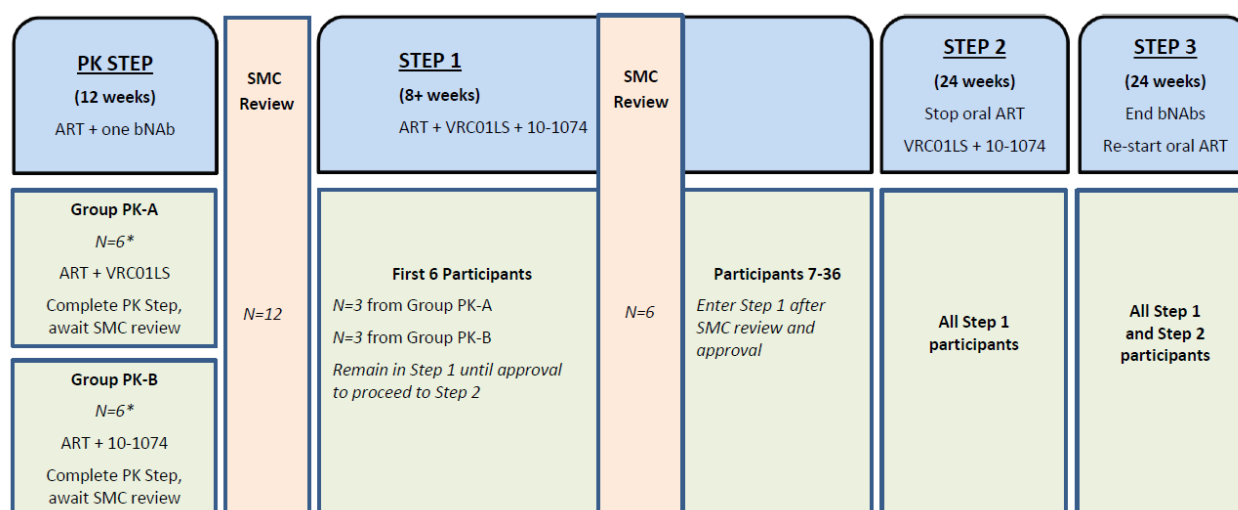 PK STEP
(12 weeks)
ART + one bNAb
SMC
Review
STEP 1
(8+ weeks)
ART + VRC01LS + 10-1074
SMC
Review
STEP 2
(24 weeks)
Stop oral ART
VRC01LS + 10-1074
STEP 3
(24 weeks)
End bNAbs
Re-start oral ART
Group PK-A
N=6*
ART + VRC01LS
Complete PK Step,
await SMC review
Group PK-B
N=6*
ART + 10-1074
Complete PK Step,
await SMC review
N=12
First 6 Participants
N=3 from Group PK-A
N=3 from Group PK-B
Remain in Step 1 until approval
to proceed to Step 2
N=6
Participants 7-36
Enter Step 1 after
SMC review and
approval
All Step 1
participants
All Step 1
and Step 2
participants